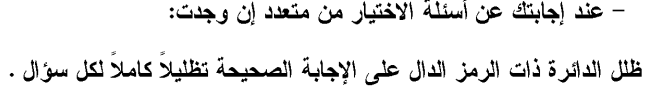 – عند إجابتك عن أسئلة الاختيار من متعدد إن وجدت:
ظلل الدائرة ذات الرمز الدال على الإجابة الصحيحة تظليلاً كاملاً لكل سؤال .